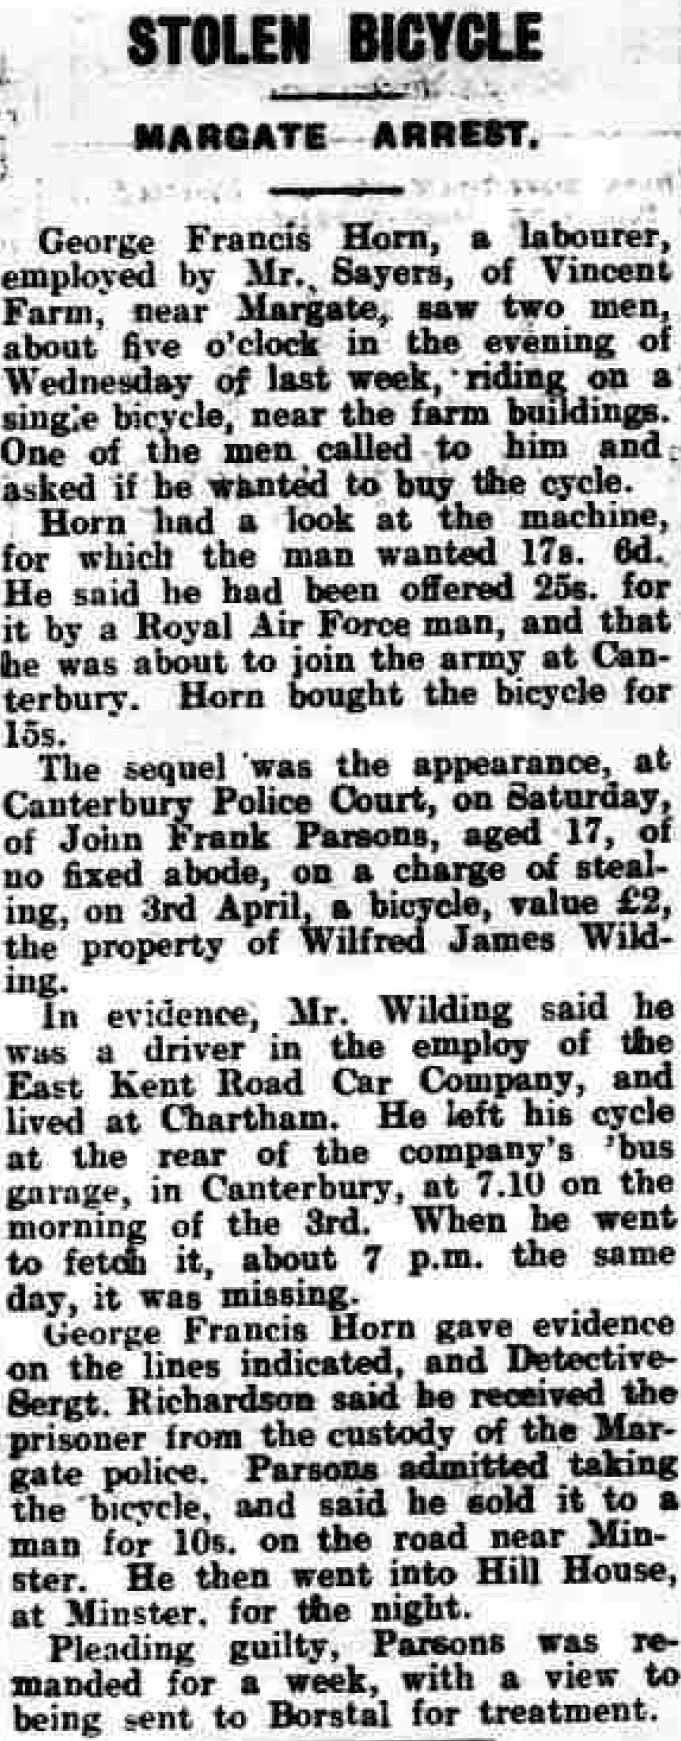 STOLEN BICYCLE
MARGATE ARREST.
George Francis Horn, a labourer,
employed by Mr. Sayers, of Vincent
Farm, near Margate, saw two men,
about five o'clock in the evening of
Wednesday of last week, riding on a
single bicycle, near the farm buildings.
One of the men called to him and
asked if he wanted to buy the cycle.
Horn had a look at the machine,
for which the man wanted 17s. 6d.
He said he had been offered 25s. for
it by a Royal Air Force man, and that
he was about to join the army at Can-
terbury. Horn bought the bicycle for
15s.
The sequel was the appearance, at
Canterbury Police Court, on Saturday,
of John Frank Parsons, aged 17, of
no fixed abode, on a charge of steal-
ing, on 3rd April, a bicycle, value £2,
the property of Wilfred James Wild-
ing.
In evidence, Mr. Wilding said he
was a driver in the employ of the
East Kent Road Car Company, and
lived at Chartham. He left his cycle
at the rear of the company's 'bus
garage, in Canterbury, at 7.10 on the
morning of the 3rd. When he went
to fetch it, about 7 p.m. the same
day, it was missing.
George Francis Horn gave evidence
on the lines indicated, and Detective-
Sergt. Richardson said he received the
prisoner from the custody of the Mar-
gate police. Parsons admitted taking
the bicycle, and said he sold it to a
man for 10s. on the road near Min-
ster. He then went into Hill House,
at Minster, for the night.
Pleading guilty, Parsons was re-
manded for a week, with a view to
being sent to Borstal for treatment.